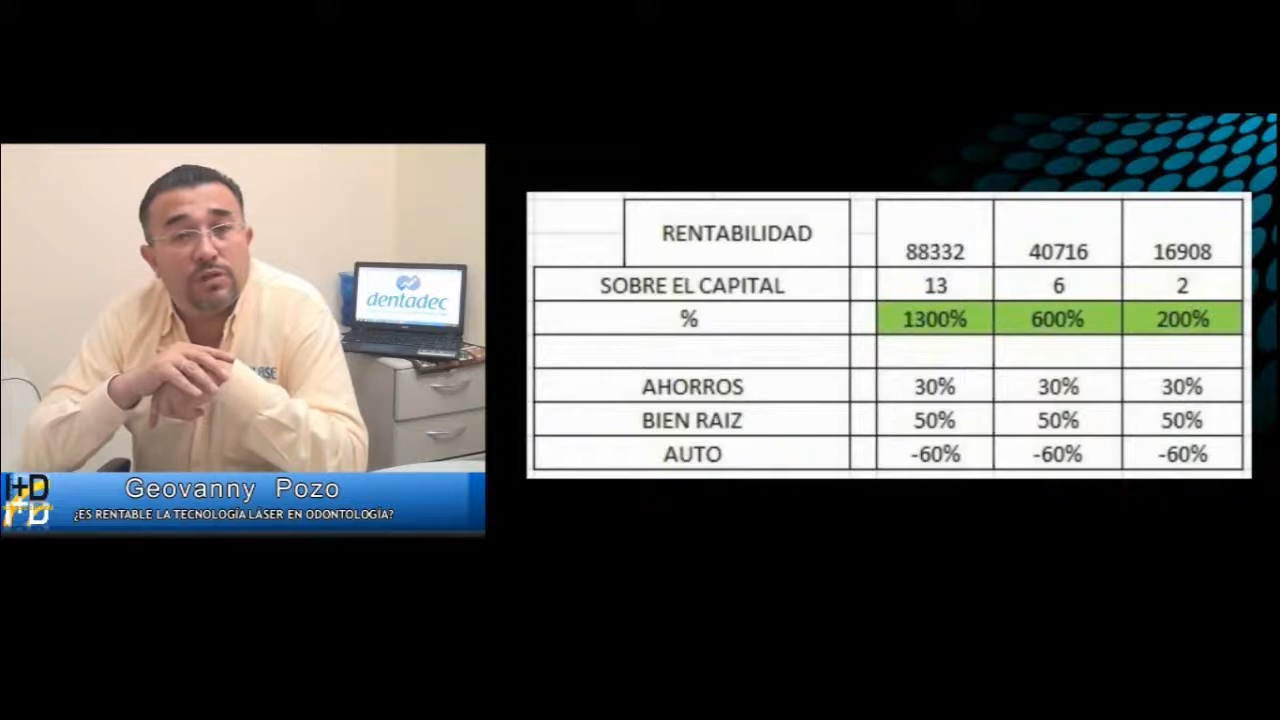 dentadec
I+D
Geovanny Pozo
¿ES RENTABLE LA TECNOLOGÍA LÁSER EN ODONTOLOGÍA?
RENTABILIDAD 88332 40716 16908
SOBRE EL CAPITAL 13 6 2
% 1300% 600% 200%
AHORROS 30% 30% 30%
BIEN RAIZ 50% 50% 50%
AUTO -60% -60% -60%